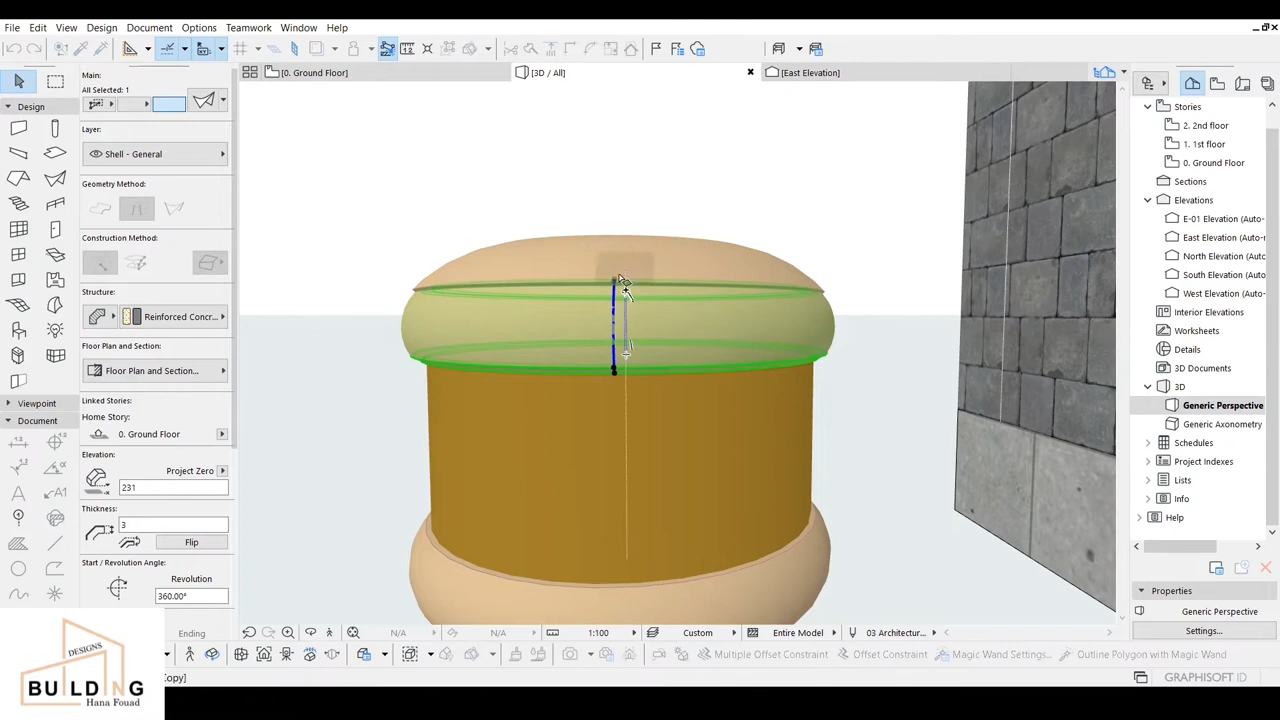 File Edit View Design Document Options Teamwork Window Help
[0. Ground Floor]
[3D / All]
[East Elevation]
Main:
All Selected: 1
Design
Layer:
Shell - General
Geometry Method:
Construction Method:
Structure:
Reinforced Concr...
Floor Plan and Section:
Floor Plan and Section...
Linked Stories:
Home Story:
0. Ground Floor
Elevation:
Project Zero
231
Thickness:
3
Flip
Start / Revolution Angle:
Revolution
360.00°
Ending
Viewpoint
Document
A1
Stories
2. 2nd floor
1. 1st floor
0. Ground Floor
Sections
Elevations
E-01 Elevation (Auto-
East Elevation (Auto-r
North Elevation (Auto-
South Elevation (Auto-
West Elevation (Auto-
Interior Elevations
Worksheets
Details
3D Documents
3D
Generic Perspective
Generic Axonometry
Schedules
Project Indexes
Lists
Info
Help
Properties
Generic Perspective
Settings...
N/A
N/A
1:100
Custom
Entire Model
03 Architectur...
Multiple Offset Constraint
Offset Constraint
Magic Wand Settings...
Outline Polygon with Magic Wand
Copy]
GRAPHISOFT ID
DESIGNS
BUILDING
Hana Fouad